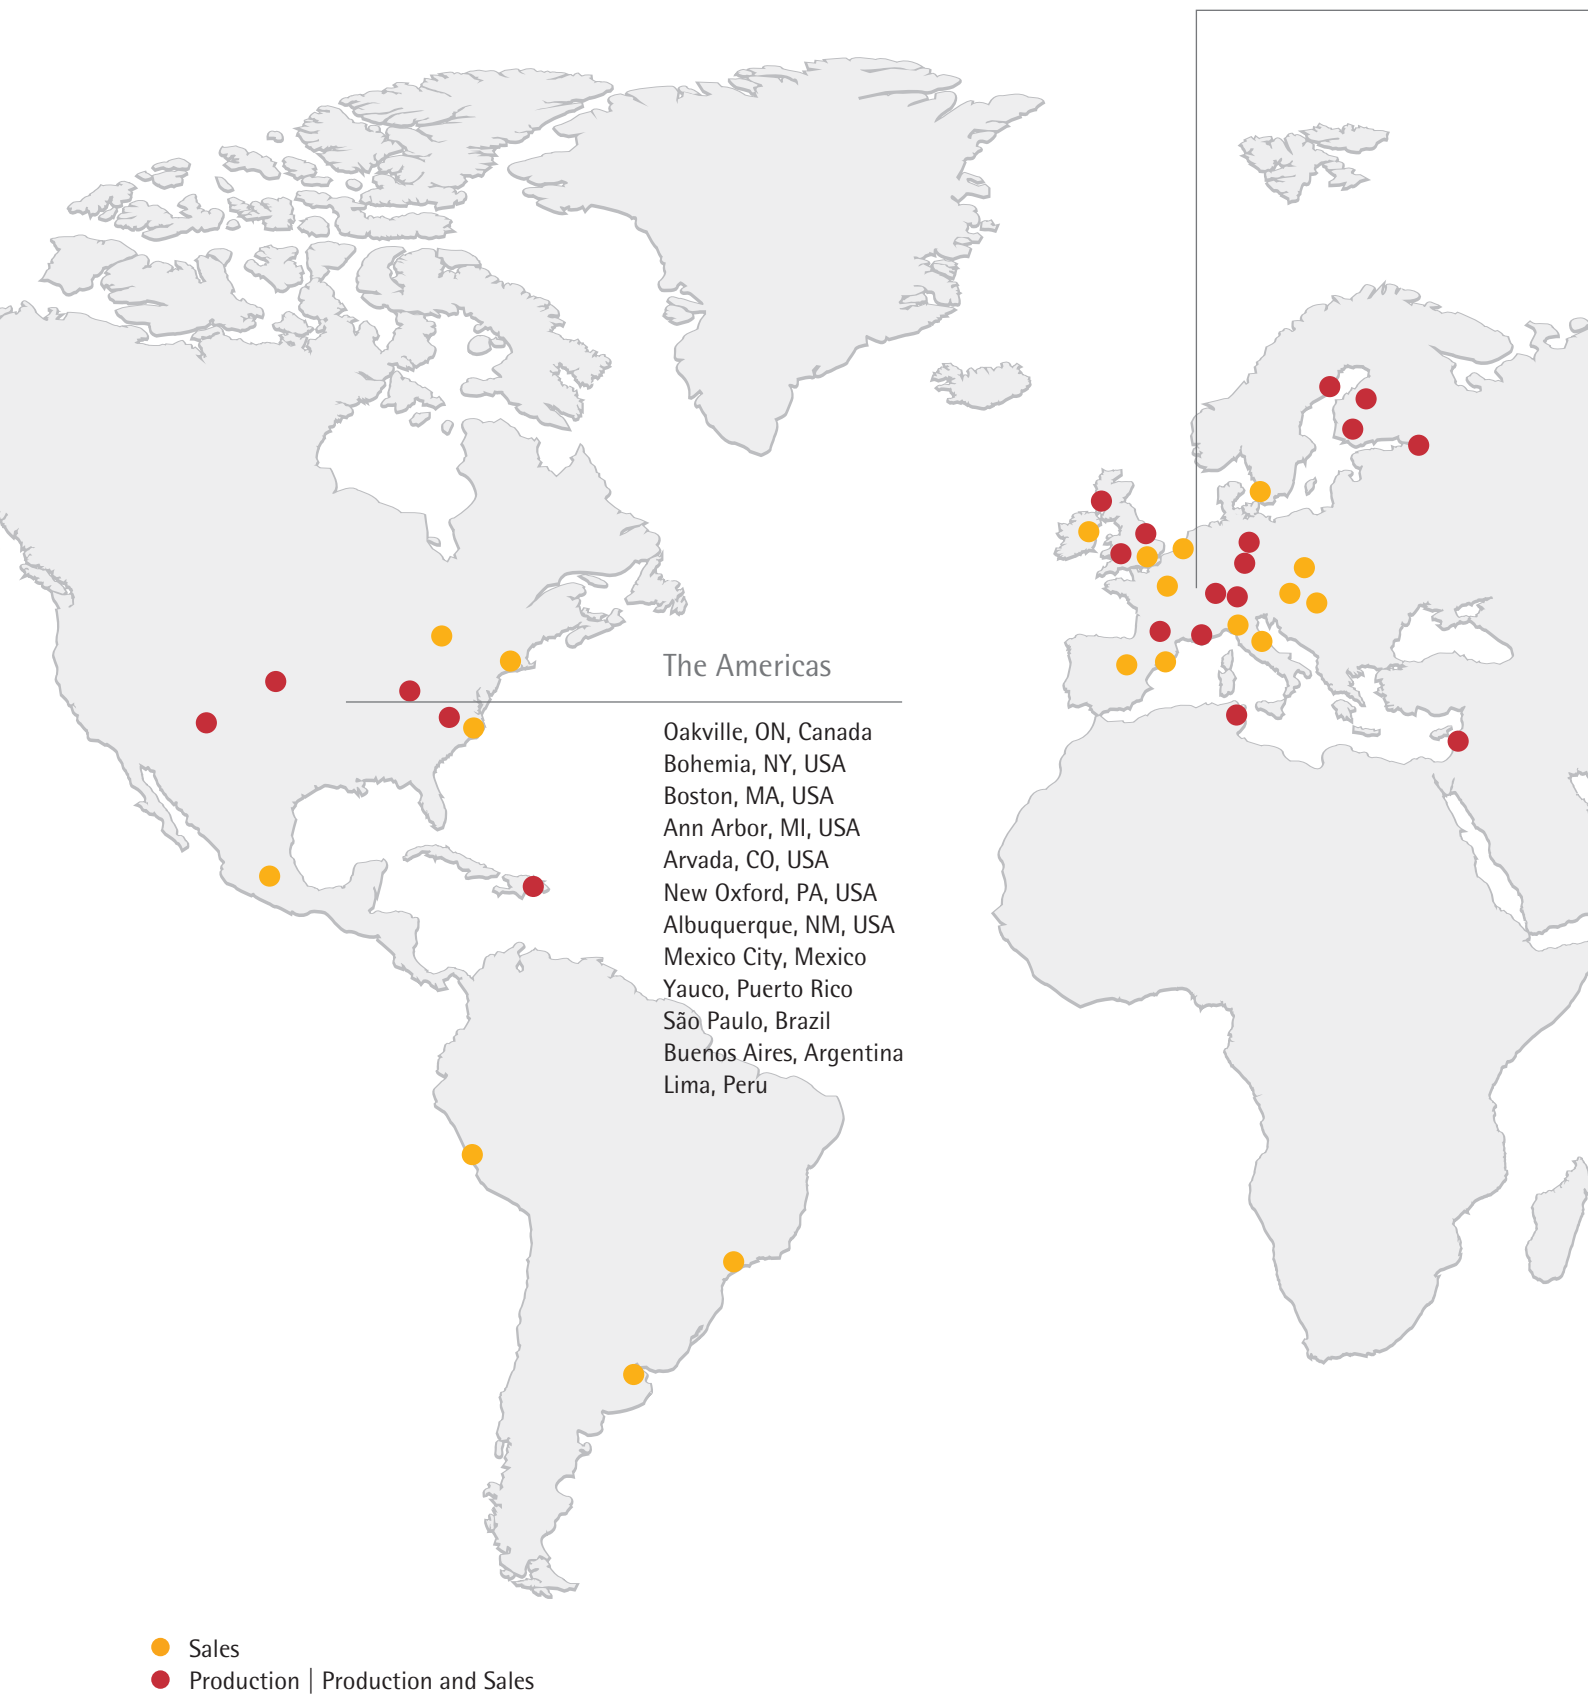 The Americas
Oakville, ON, Canada
Bohemia, NY, USA
Boston, MA, USA
Ann Arbor, MI, USA
Arvada, CO, USA
New Oxford, PA, USA
Albuquerque, NM, USA
Mexico City, Mexico
Yauco, Puerto Rico
São Paulo, Brazil
Buenos Aires, Argentina
Lima, Peru
Sales
Production | Production and Sales